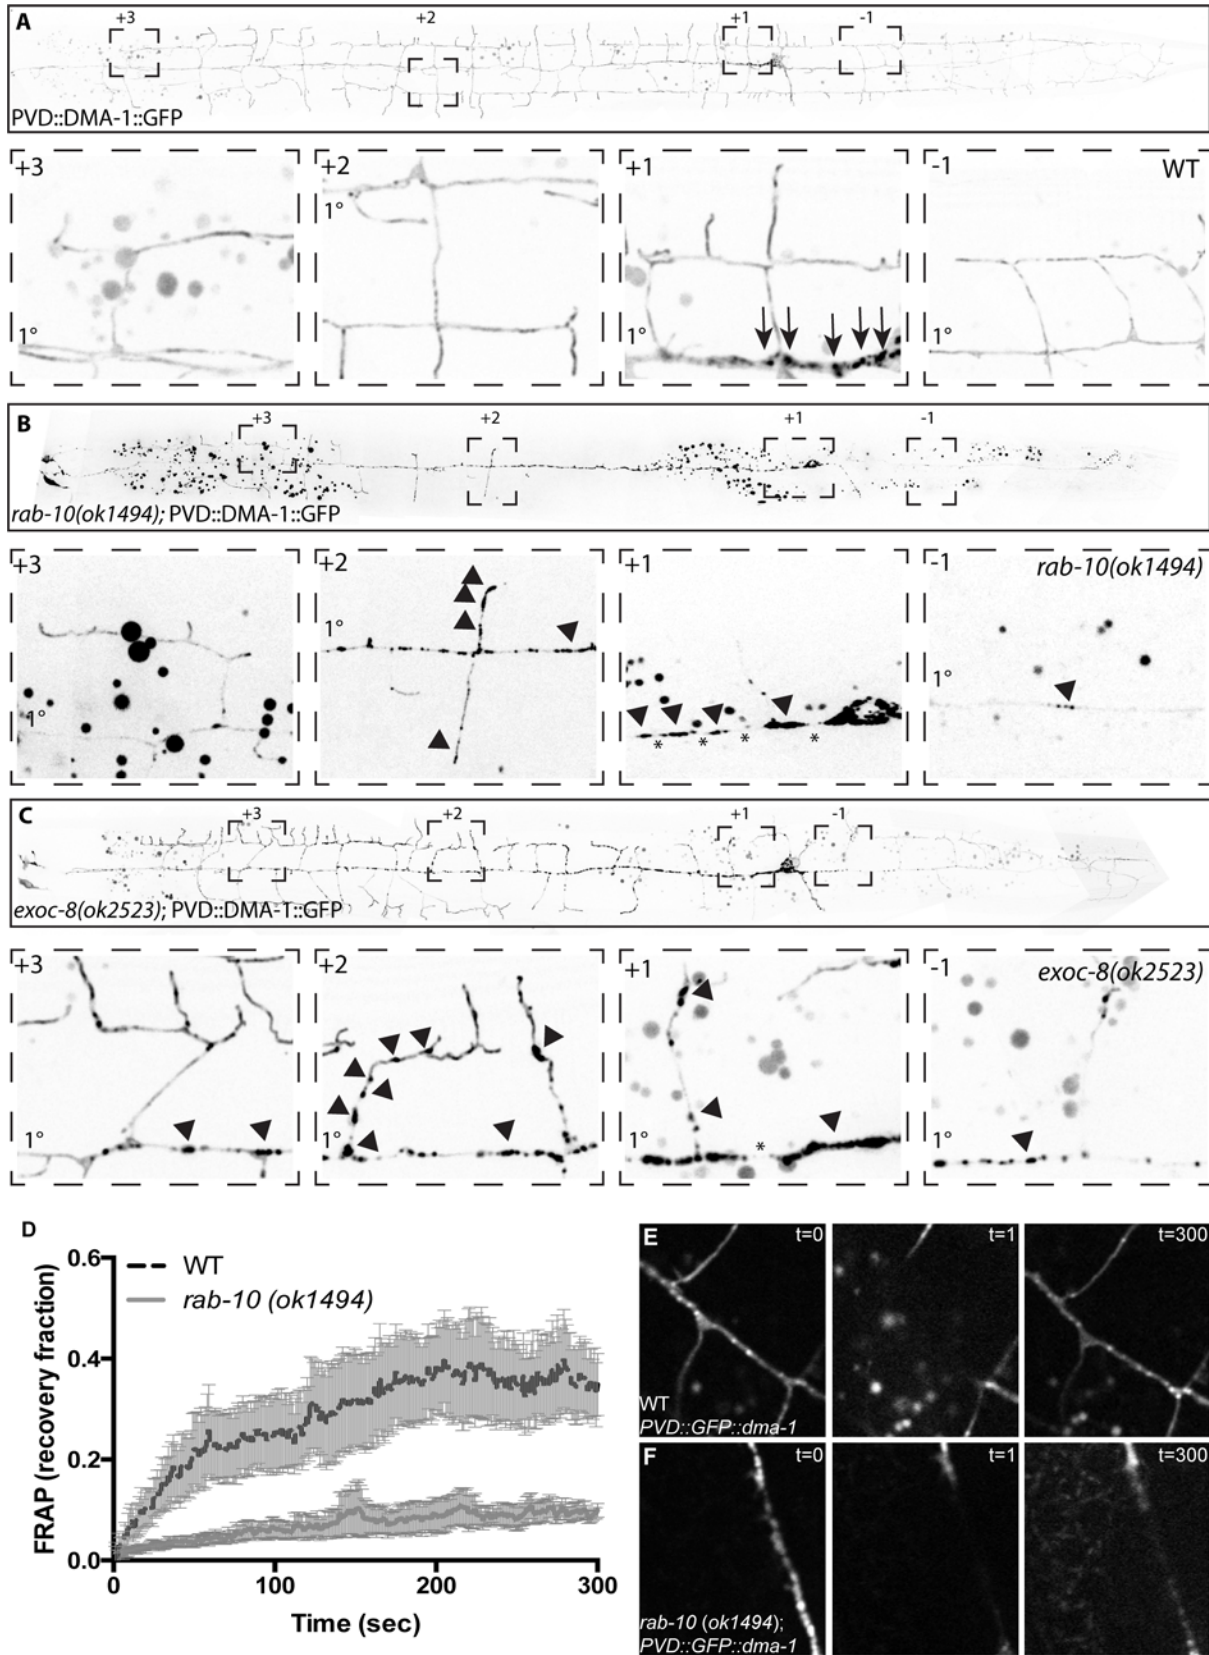 A
+3
+2
+1
-1
PVD::DMA-1::GFP
+3
1°
1°
+2
1°
+1
1°
-1
WT
1°
B
+3
+2
+1
-1
rab-10(ok1494); PVD::DMA-1::GFP
+3
1°
+2
1°
+1
1°
* * * *
-1
rab-10(ok1494)
1°
C
+3
+2
+1
-1
exoc-8(ok2523); PVD::DMA-1::GFP
+3
1°
+2
1°
+1
1°
*
-1
exoc-8(ok2523)
1°
D
WT
rab-10 (ok1494)
FRAP (recovery fraction)
0.6
0.4
0.2
0.0
0
100
200
300
Time (sec)
E
t=0
t=1
t=300
WT
PVD::GFP::dma-1
F
t=0
t=1
t=300
rab-10 (ok1494);
PVD::GFP::dma-1